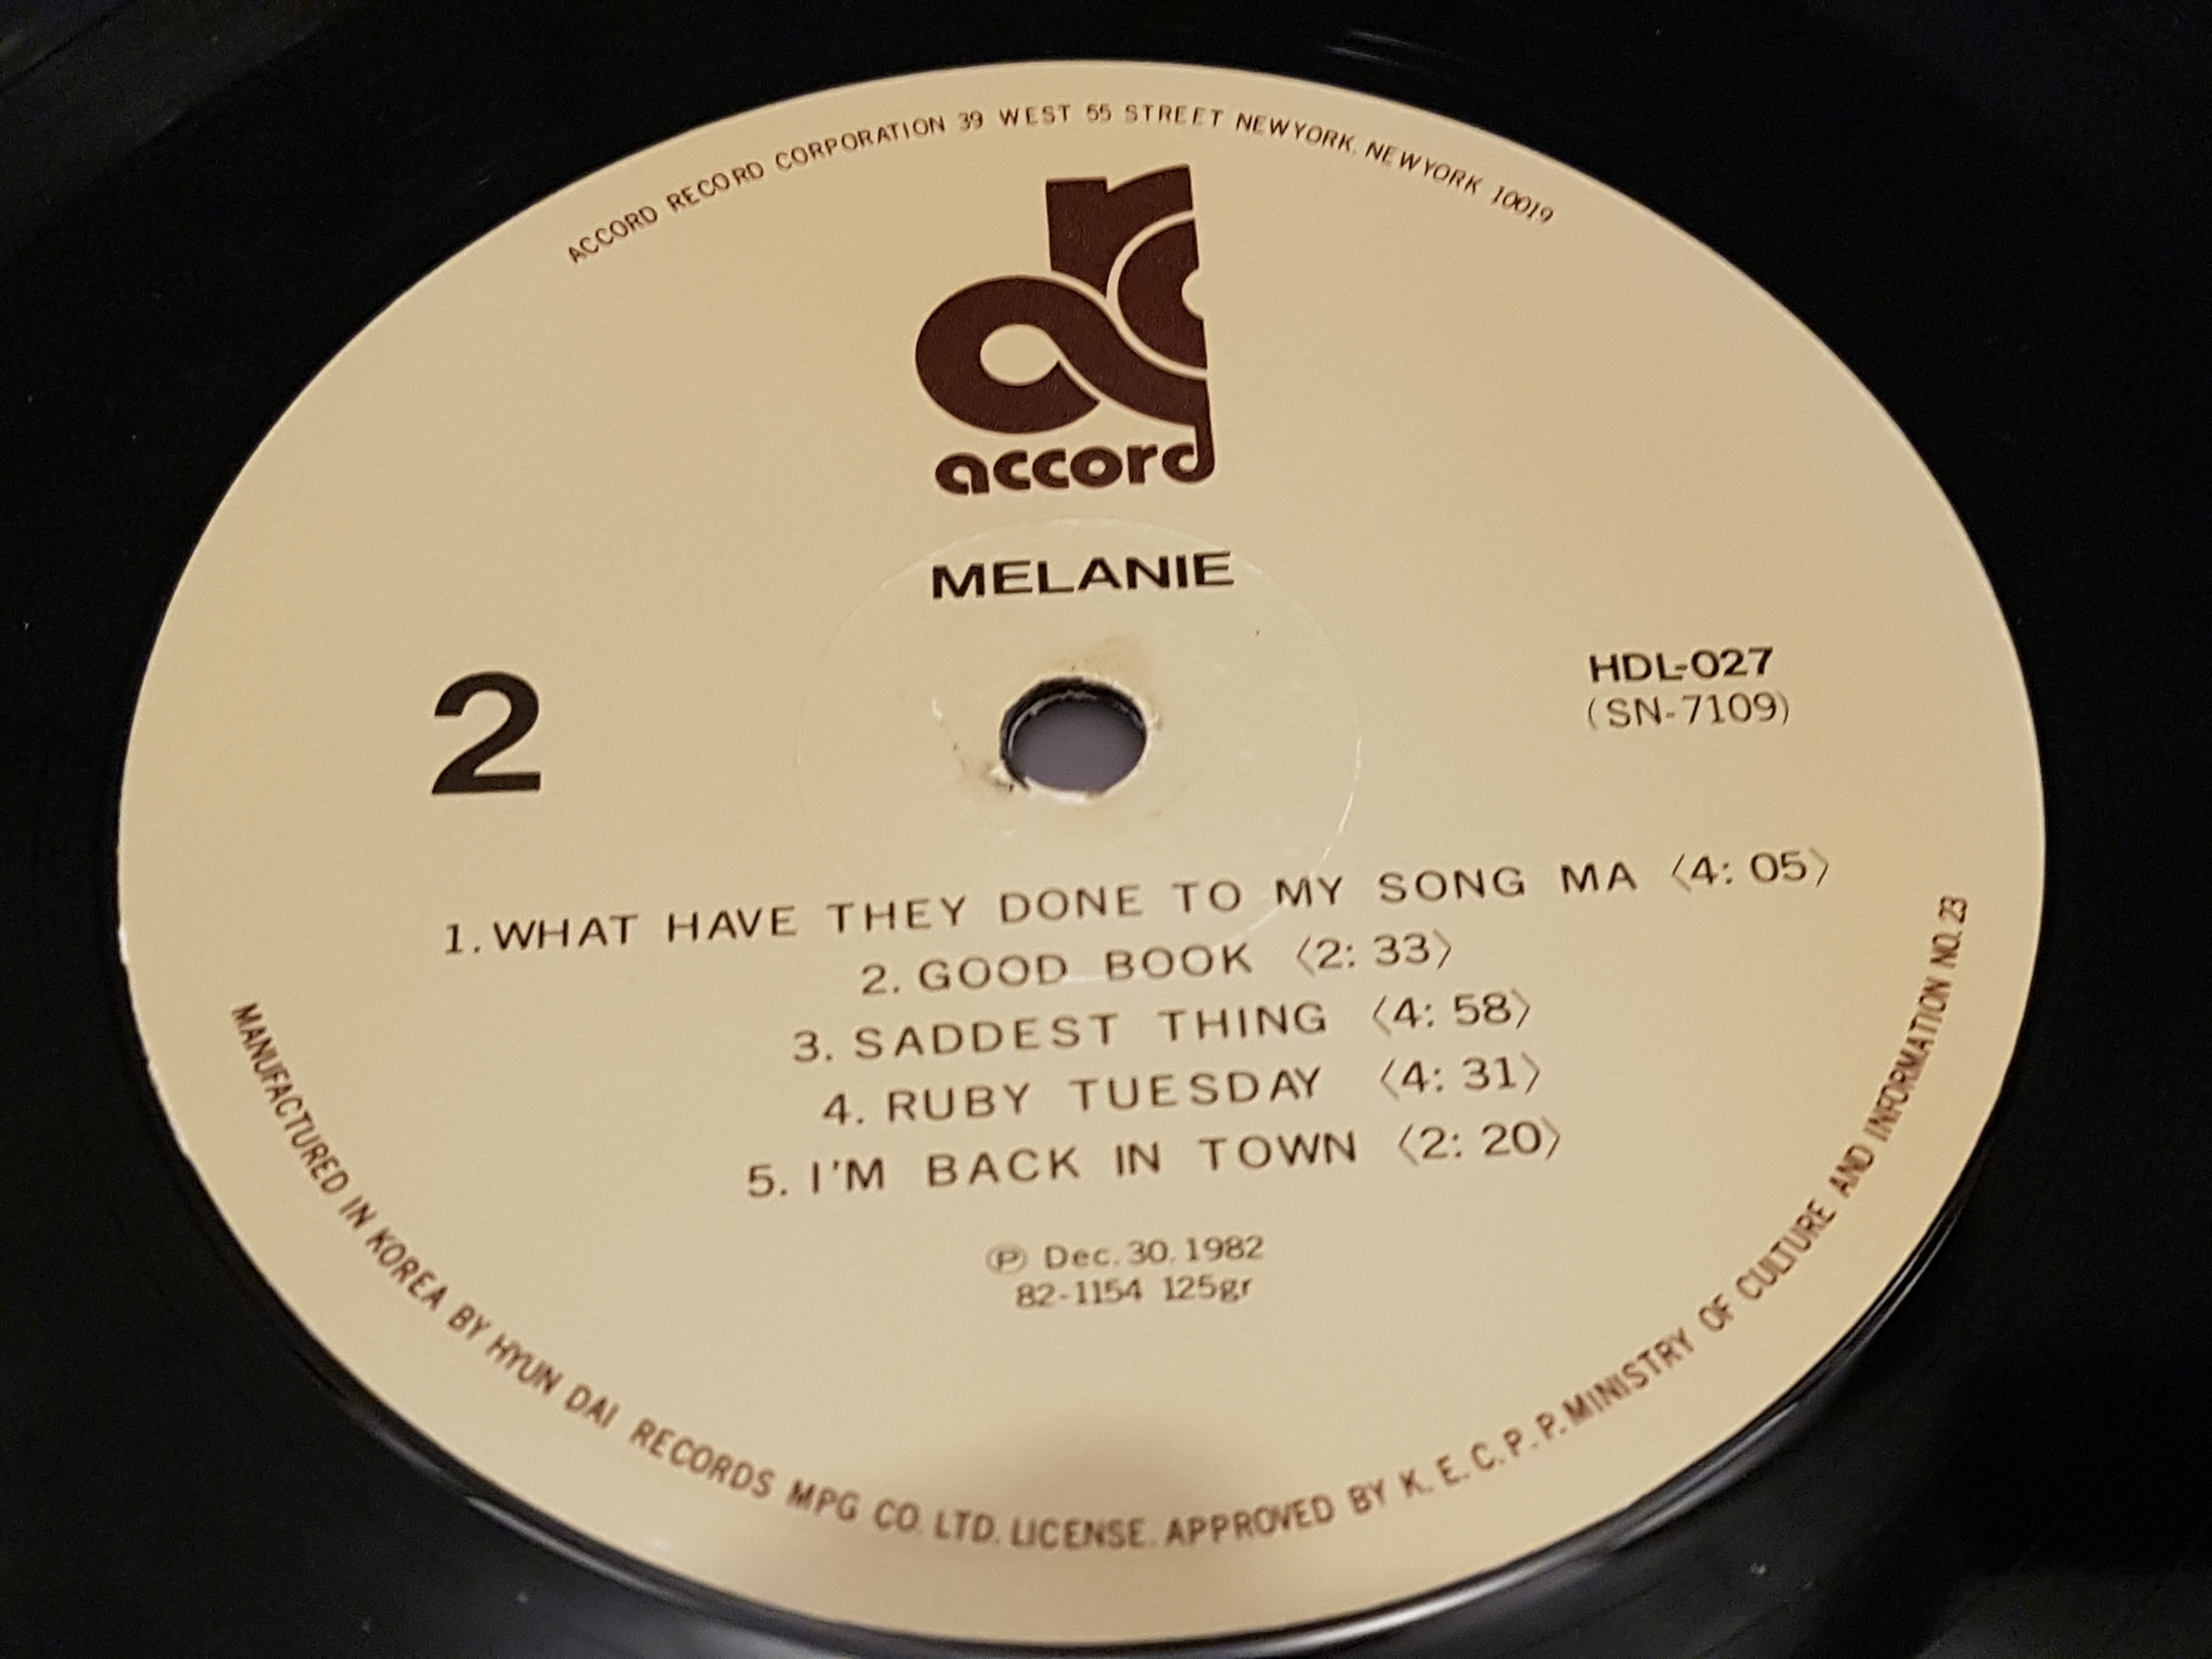 ACCORD RECORD CORPORATION 39 WEST 55 STREET NEWYORK, NEWYORK 10019
ar
accord
MELANIE
2
HDL-027
(SN-7109)
1. WHAT HAVE THEY DONE TO MY SONG MA 〈4: 05〉
2. GOOD BOOK 〈2: 33〉
3. SADDEST THING 〈4: 58〉
4. RUBY TUESDAY 〈4: 31〉
5. I'M BACK IN TOWN 〈2: 20〉
Ⓟ Dec. 30. 1982
82-1154 125gr
MANUFACTURED IN KOREA BY HYUN DAI RECORDS MPG CO. LTD. LICENSE. APPROVED BY K. E. C. P. P. MINISTRY OF CULTURE AND INFORMATION NO. 23